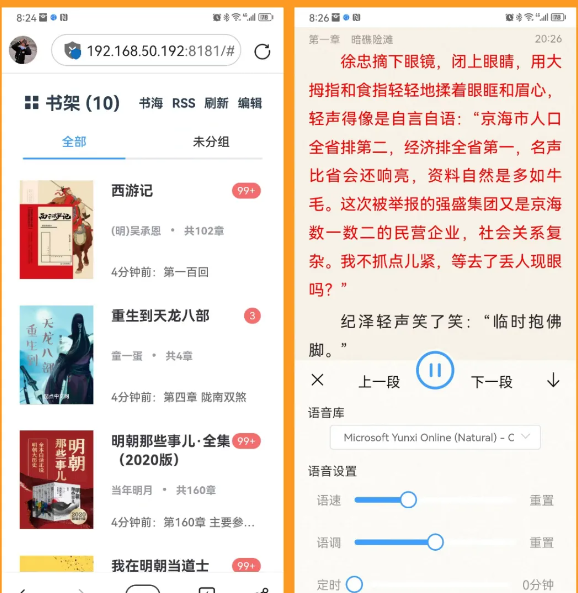 8:24
192.168.50.192:8181/#
书架 (10)
书海 RSS 刷新 编辑
全部 未分组
西游记 99+
(明)吴承恩 • 共102章
4分钟前: 第一百回
重生到天龙八部 3
童一蛋 • 共4章
4分钟前: 第四章 陇南双煞
天龙八部
重生到
明朝那些事儿·全集 99+
(2020版)
当年明月 • 共160章
4分钟前: 第160章 主要参...
明朝
那些事儿
我在明朝当道士 99+
8:26
第一章 暗礁险滩 20:26
徐忠摘下眼镜，闭上眼睛，用大
拇指和食指轻轻地揉着眼眶和眉心，
轻声得像是自言自语：“京海市人口
全省排第二，经济排全省第一，名声
比省会还响亮，资料自然是多如牛
毛。这次被举报的强盛集团又是京海
数一数二的民营企业，社会关系复
杂。我不抓点儿紧，等去了丢人现眼
吗？”
纪泽轻声笑了笑：“临时抱佛
脚。”
上一段 下一段
语音库
Microsoft Yunxi Online (Natural) - C
语音设置
语速 重置
语调 重置
定时 0分钟